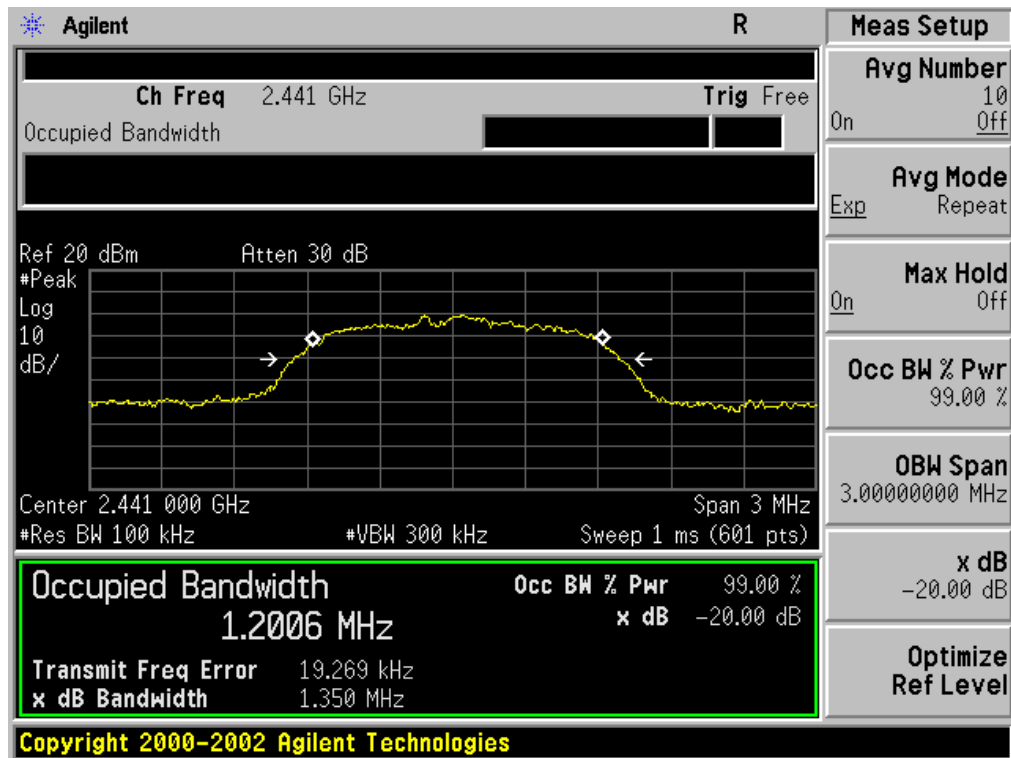 Agilent R Meas Setup
Ch Freq 2.441 GHz Trig Free
Occupied Bandwidth
Avg Number
10
On Off
Avg Mode
Exp Repeat
Max Hold
On Off
Occ BW % Pwr
99.00 %
OBW Span
3.00000000 MHz
x dB
-20.00 dB
Optimize
Ref Level
Ref 20 dBm Atten 30 dB
#Peak
Log
10
dB/
Center 2.441 000 GHz Span 3 MHz
#Res BW 100 kHz #VBW 300 kHz Sweep 1 ms (601 pts)
Occupied Bandwidth Occ BW % Pwr 99.00 %
1.2006 MHz x dB -20.00 dB
Transmit Freq Error 19.269 kHz
x dB Bandwidth 1.350 MHz
Copyright 2000-2002 Agilent Technologies